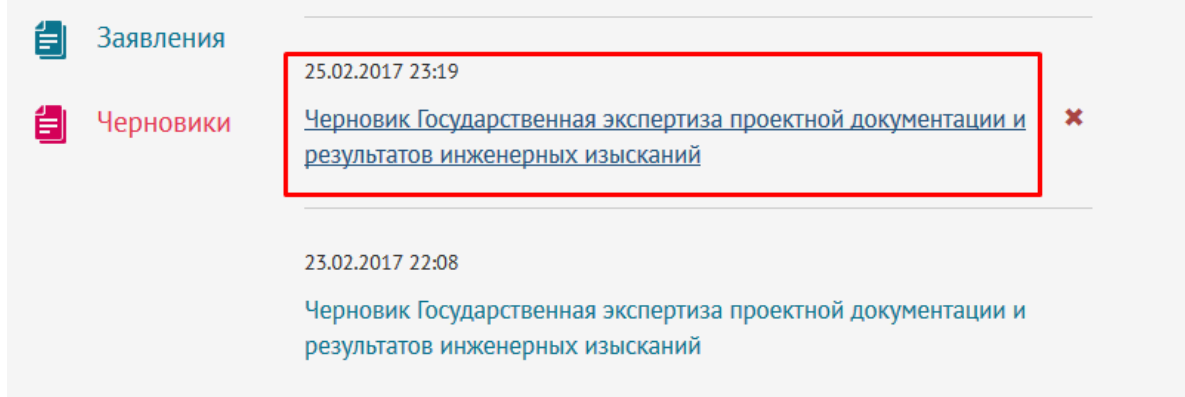 Заявления
Черновики
25.02.2017 23:19
Черновик Государственная экспертиза проектной документации и
результатов инженерных изысканий
23.02.2017 22:08
Черновик Государственная экспертиза проектной документации и
результатов инженерных изысканий